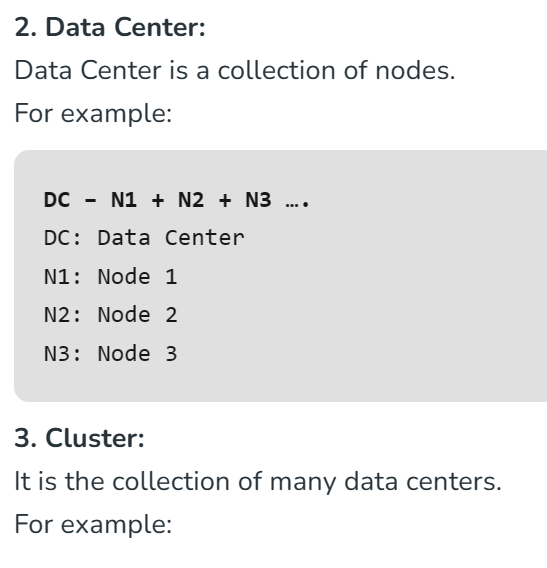 2. Data Center:
Data Center is a collection of nodes.
For example:
DC – N1 + N2 + N3 ….
DC: Data Center
N1: Node 1
N2: Node 2
N3: Node 3
3. Cluster:
It is the collection of many data centers.
For example: